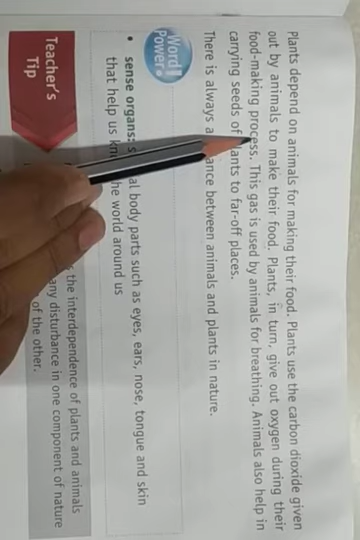 Plants depend on animals for making their food. Plants use the carbon dioxide given
out by animals to make their food. Plants, in turn, give out oxygen during their
food-making process. This gas is used by animals for breathing. Animals also help in
carrying seeds of plants to far-off places.
There is always a balance between animals and plants in nature.
Word
Power!
• sense organs: al body parts such as eyes, ears, nose, tongue and skin
that help us the world around us
Teacher's
Tip
the interdependence of plants and animals
any disturbance in one component of nature
of the other.